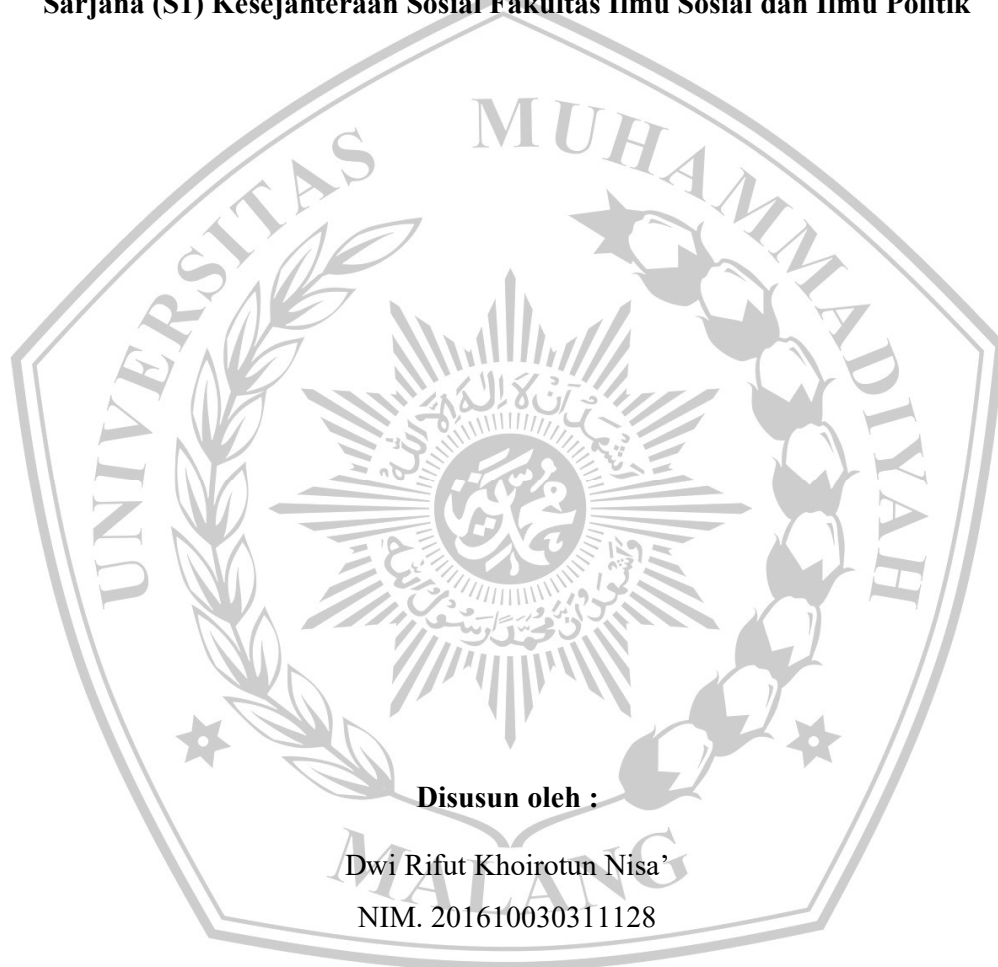 Sarjana (S1) Kesejahteraan Sosial Fakultas Ilmu Sosial dan Ilmu Politik
UNIVERSITAS MUHAMMADIYAH
Disusun oleh :
Dwi Rifut Khoirotun Nisa’
MALANG
NIM. 201610030311128